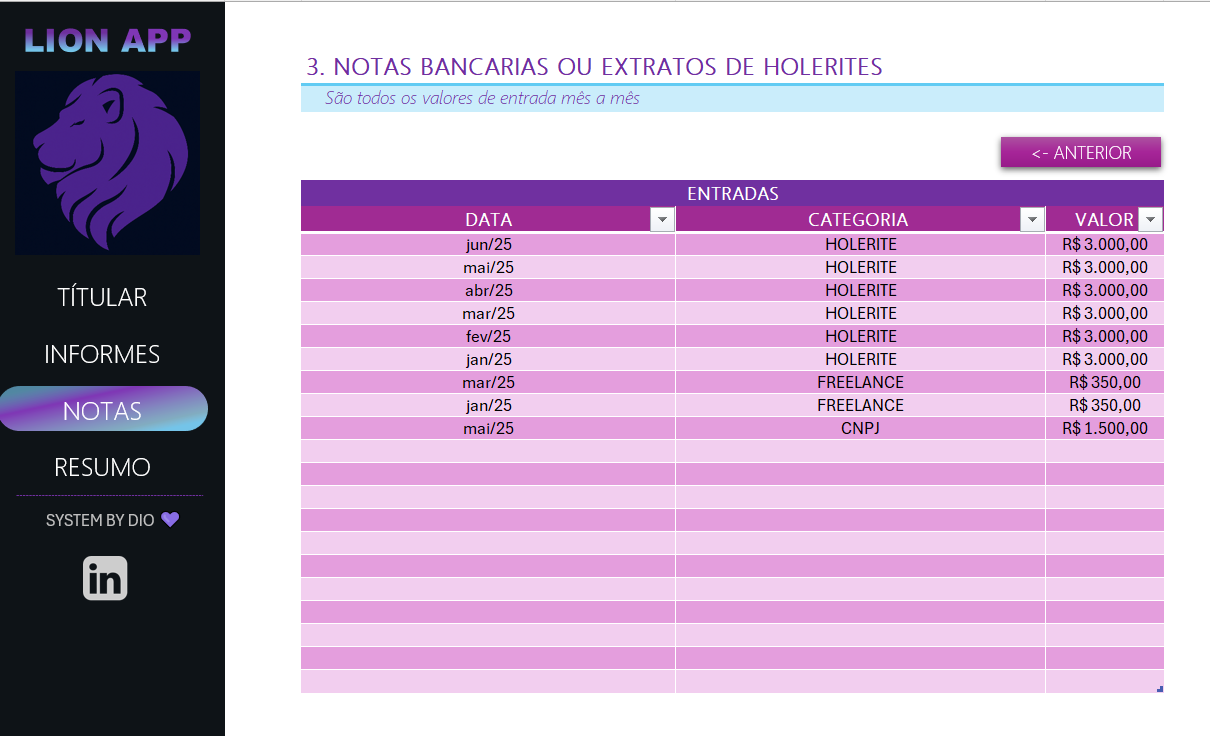 LION APP
TÍTULAR
INFORMES
NOTAS
RESUMO
SYSTEM BY DIO
in
3. NOTAS BANCARIAS OU EXTRATOS DE HOLERITES
São todos os valores de entrada mês a mês
<- ANTERIOR
ENTRADAS
DATA CATEGORIA VALOR
jun/25 HOLERITE R$ 3.000,00
mai/25 HOLERITE R$ 3.000,00
abr/25 HOLERITE R$ 3.000,00
mar/25 HOLERITE R$ 3.000,00
fev/25 HOLERITE R$ 3.000,00
jan/25 HOLERITE R$ 3.000,00
mar/25 FREELANCE R$ 350,00
jan/25 FREELANCE R$ 350,00
mai/25 CNPJ R$ 1.500,00